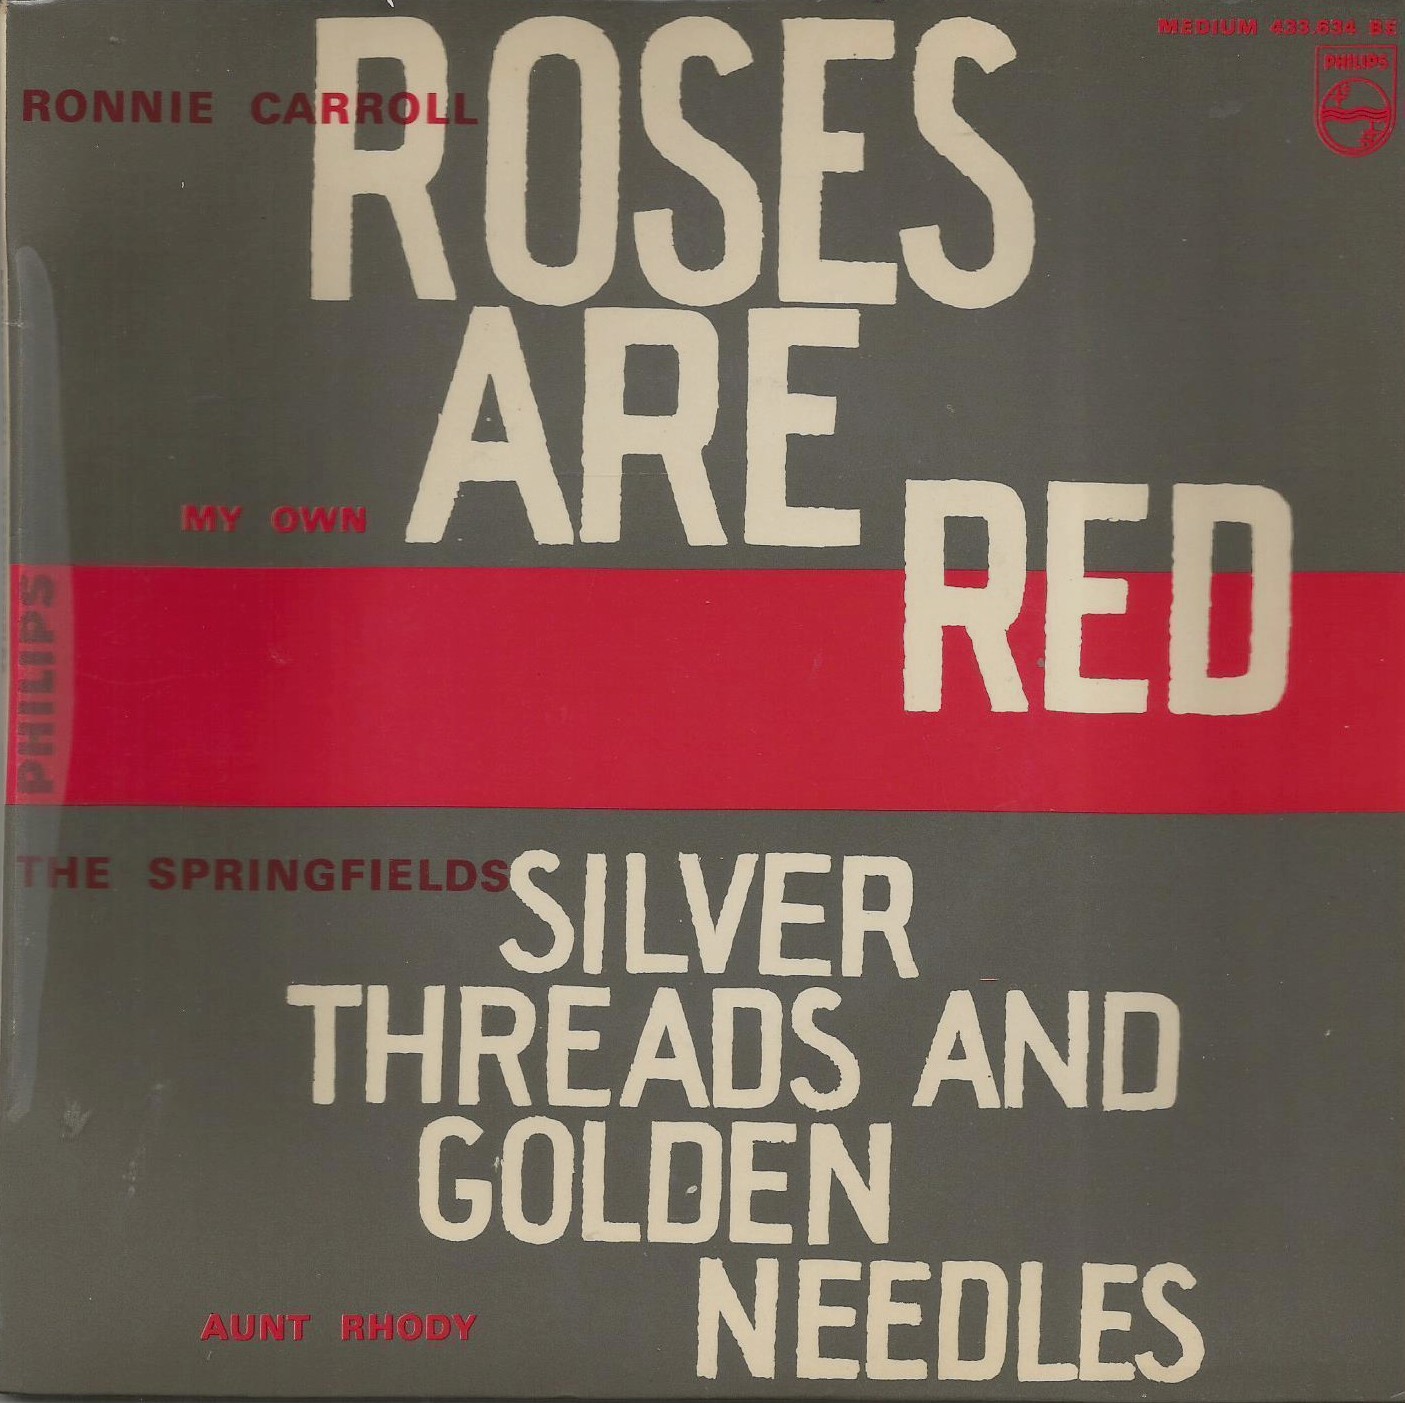 MEDIUM 433.634 BE
PHILIPS
RONNIE CARROLL
ROSES
ARE
RED
MY OWN
PHILIPS
THE SPRINGFIELDS
SILVER
THREADS AND
GOLDEN
NEEDLES
AUNT RHODY